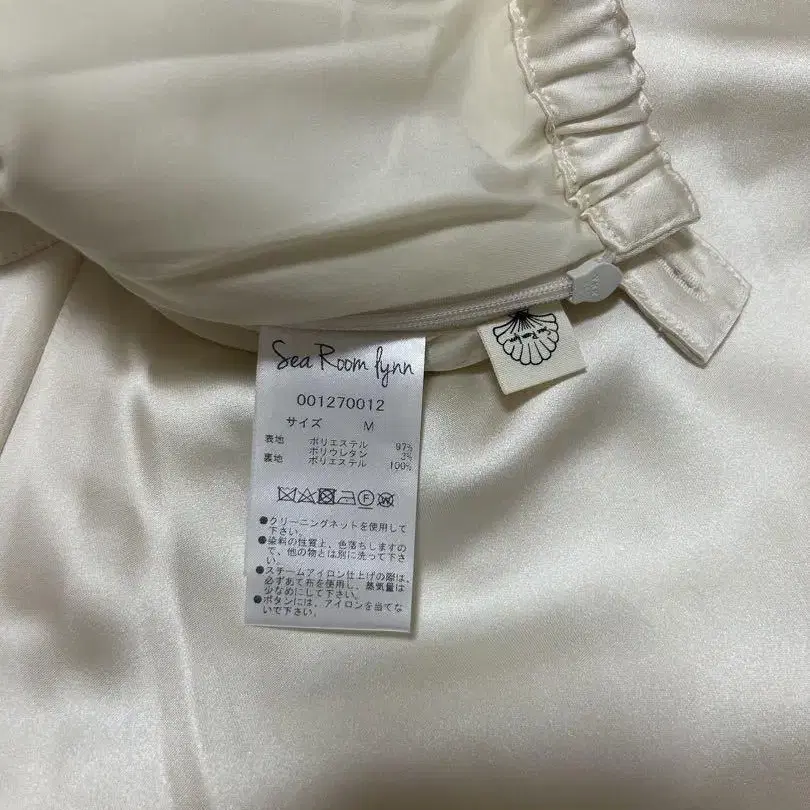 Sea Room lynn
001270012
サイズ M
表地 ポリエステル 97%
ポリウレタン 3%
裏地 ポリエステル 100%
F W
●クリーニングネットを使用して
下さい。
●染料の性質上、色落ちしますの
で、他の物とは別に洗って下さ
い。
●スチームアイロン仕上げの際は、
必ずあて布を使用し、蒸気量は
少なめにして下さい。
●ボタンには、アイロンを当てな
いで下さい。